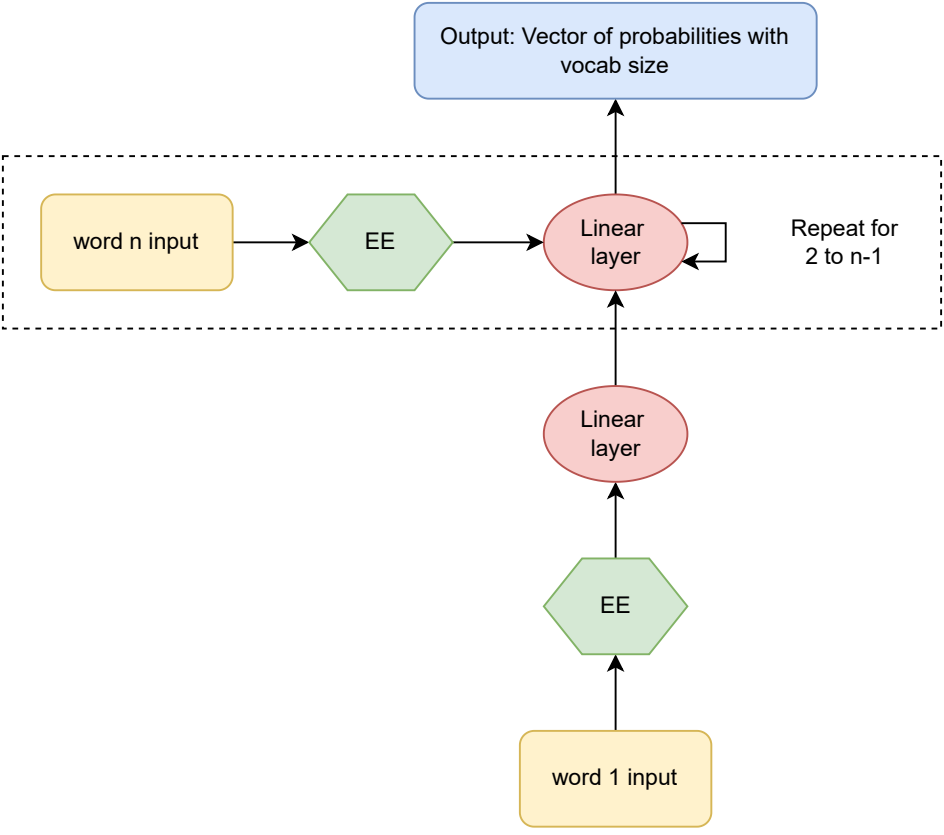 Output: Vector of probabilities with
vocab size
word n input
EE
Linear
layer
Repeat for
2 to n-1
Linear
layer
EE
word 1 input